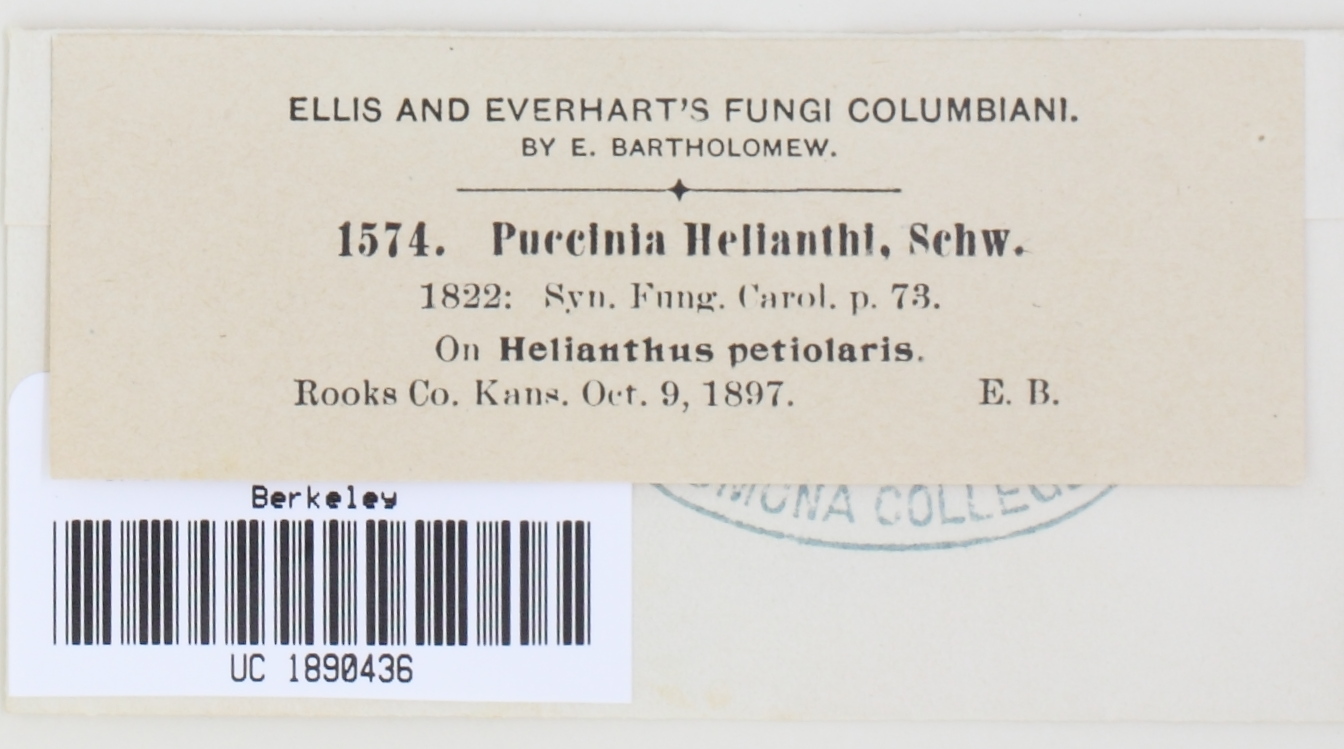 ELLIS AND EVERHART'S FUNGI COLUMBIANI.
BY E. BARTHOLOMEW.
1574. Puccinia Helianthi, Schw.
1822: Syn. Fung. Carol. p. 73.
On Helianthus petiolaris.
Rooks Co. Kans. Oct. 9, 1897. E. B.
COLLEGE
Berkeley
UC 1890436